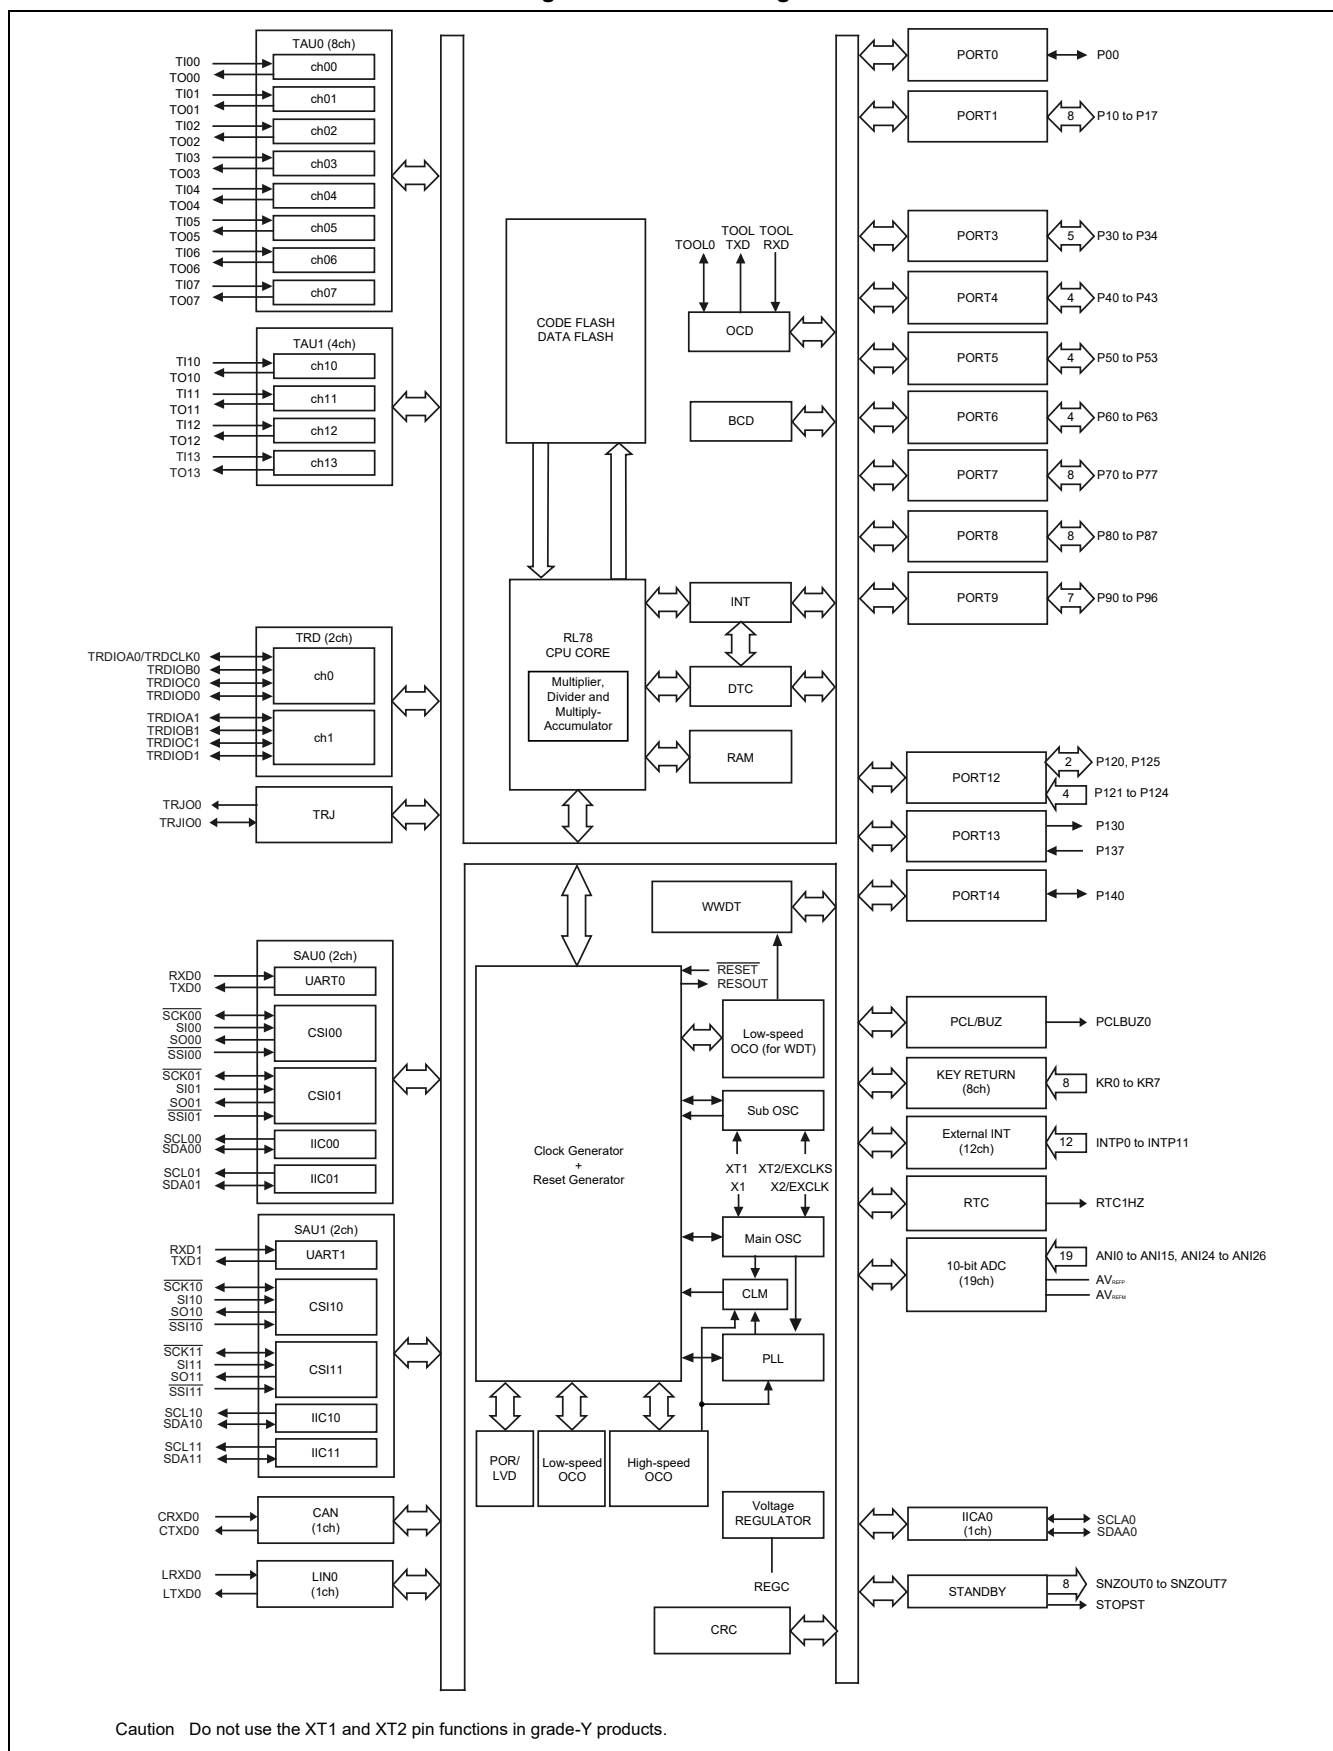 TAU0 (8ch)
TI00
TO00
ch00
TI01
TO01
ch01
TI02
TO02
ch02
TI03
TO03
ch03
TI04
TO04
ch04
TI05
TO05
ch05
TI06
TO06
ch06
TI07
TO07
ch07
TAU1 (4ch)
TI10
TO10
ch10
TI11
TO11
ch11
TI12
TO12
ch12
TI13
TO13
ch13
TRD (2ch)
TRDIOA0/TRDCLK0
TRDIOB0
TRDIOC0
TRDIOD0
ch0
TRDIOA1
TRDIOB1
TRDIOC1
TRDIOD1
ch1
TRJO0
TRJIO0
TRJ
SAU0 (2ch)
RXD0
TXD0
UART0
SCK00
SI00
SO00
SSI00
CSI00
SCK01
SI01
SO01
SSI01
CSI01
SCL00
SDA00
IIC00
SCL01
SDA01
IIC01
SAU1 (2ch)
RXD1
TXD1
UART1
SCK10
SI10
SO10
SSI10
CSI10
SCK11
SI11
SO11
SSI11
CSI11
SCL10
SDA10
IIC10
SCL11
SDA11
IIC11
CRXD0
CTXD0
CAN
(1ch)
LRXD0
LTXD0
LIN0
(1ch)
CODE FLASH
DATA FLASH
TOOL0
TOOL
TXD
TOOL
RXD
OCD
BCD
RL78
CPU CORE
Multiplier,
Divider and
Multiply-
Accumulator
INT
DTC
RAM
WWDT
RESET
RESOUT
Low-speed
OCO (for WDT)
Clock Generator
+
Reset Generator
Sub OSC
XT1
XT2/EXCLKS
X1
X2/EXCLK
Main OSC
CLM
PLL
POR/
LVD
Low-speed
OCO
High-speed
OCO
Voltage
REGULATOR
REGC
CRC
PORT0
P00
PORT1
8
P10 to P17
PORT3
5
P30 to P34
PORT4
4
P40 to P43
PORT5
4
P50 to P53
PORT6
4
P60 to P63
PORT7
8
P70 to P77
PORT8
8
P80 to P87
PORT9
7
P90 to P96
PORT12
2
P120, P125
4
P121 to P124
PORT13
P130
P137
PORT14
P140
PCL/BUZ
PCLBUZ0
KEY RETURN
(8ch)
8
KR0 to KR7
External INT
(12ch)
12
INTP0 to INTP11
RTC
RTC1HZ
10-bit ADC
(19ch)
19
ANI0 to ANI15, ANI24 to ANI26
AVREFP
AVREFM
IICA0
(1ch)
SCLA0
SDAA0
STANDBY
8
SNZOUT0 to SNZOUT7
STOPST
Caution Do not use the XT1 and XT2 pin functions in grade-Y products.